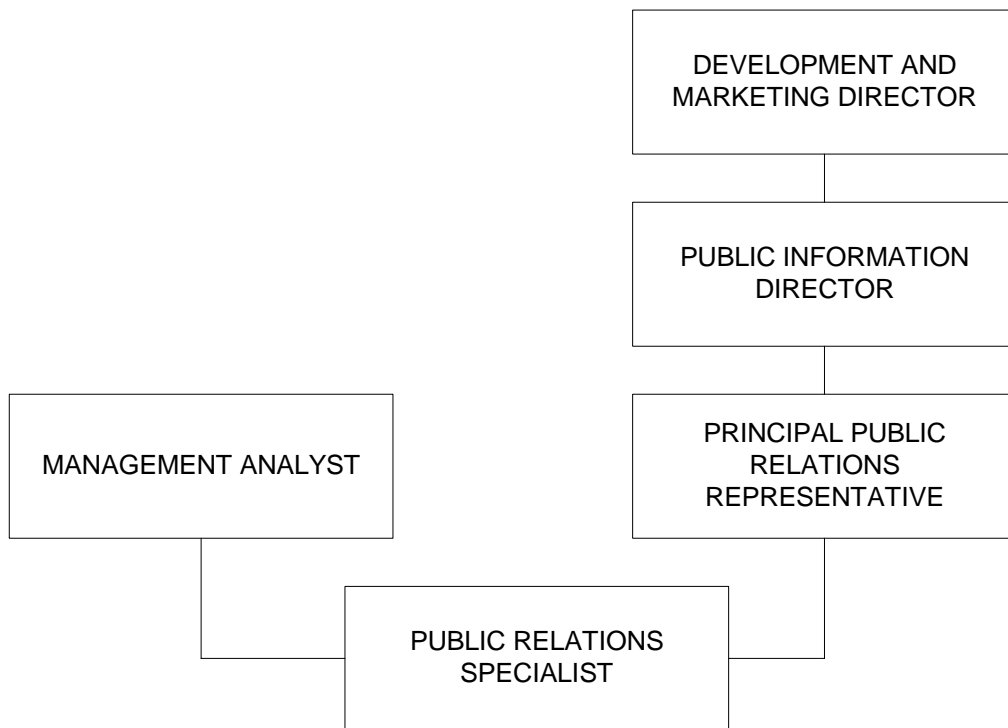 DEVELOPMENT AND
MARKETING DIRECTOR
PUBLIC INFORMATION
DIRECTOR
MANAGEMENT ANALYST
PRINCIPAL PUBLIC
RELATIONS
REPRESENTATIVE
PUBLIC RELATIONS
SPECIALIST